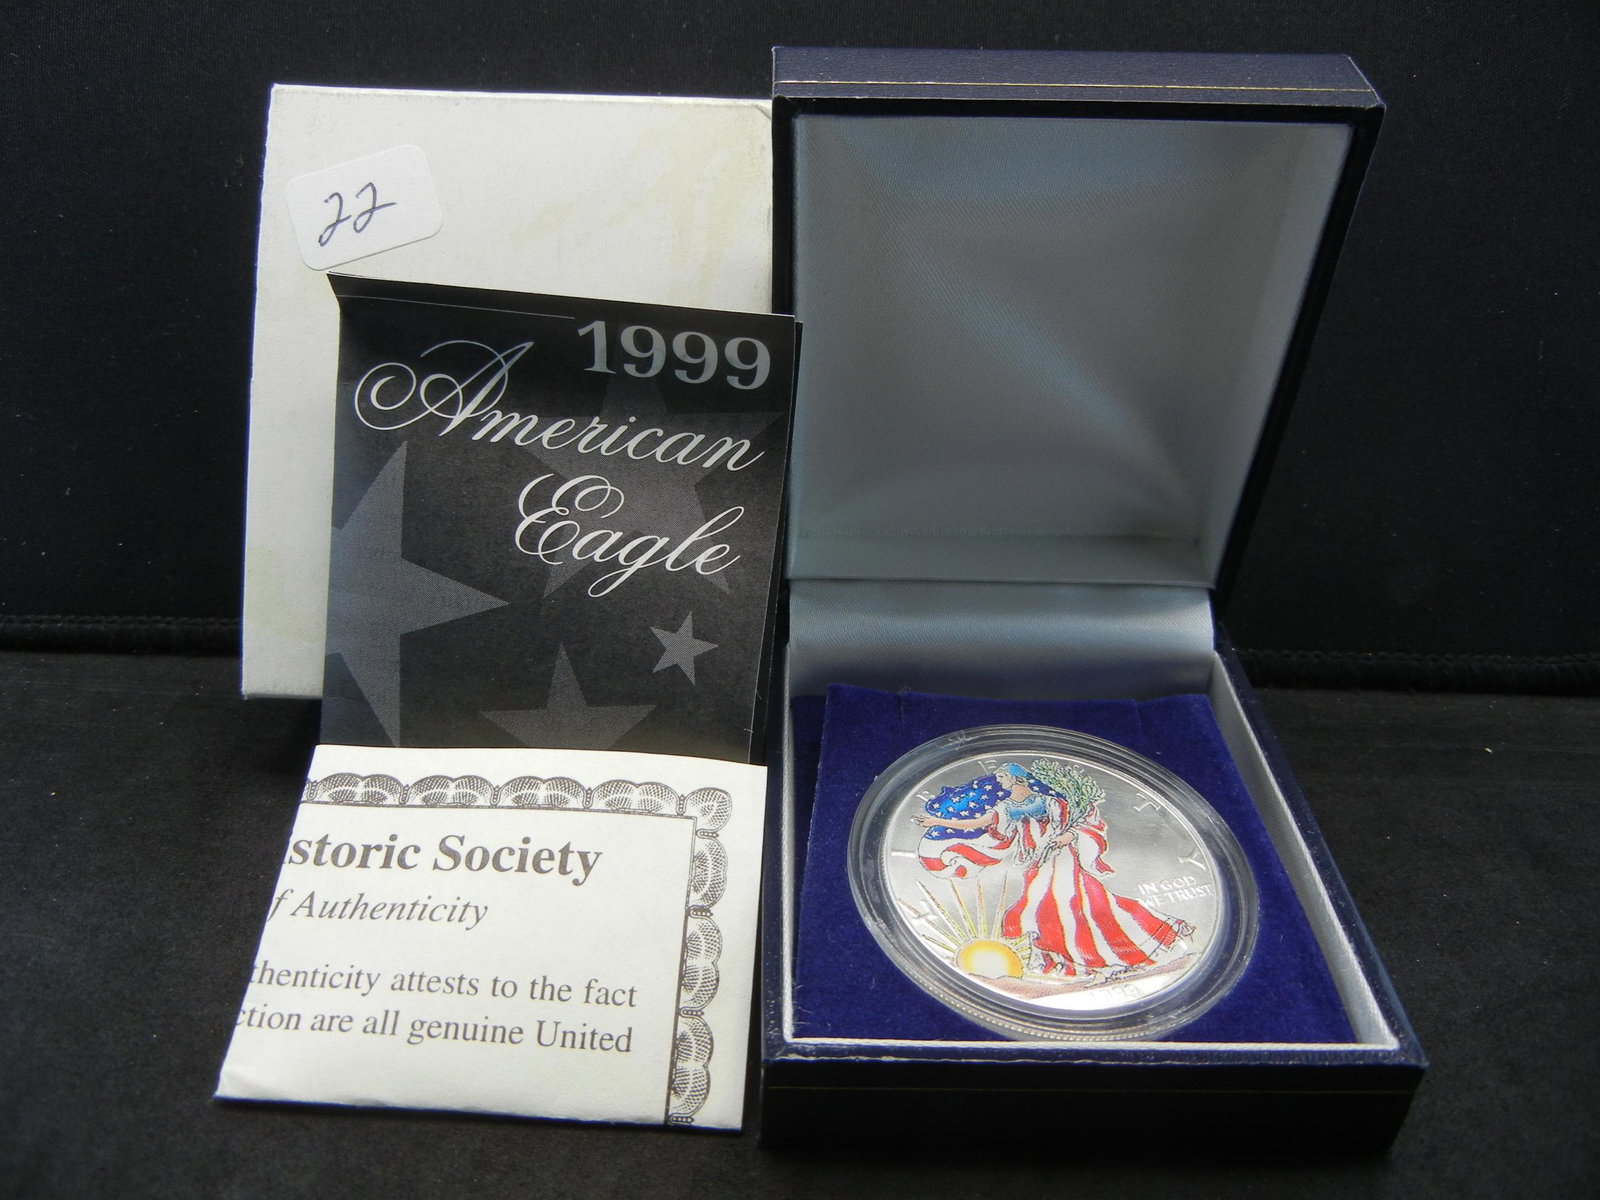 22
1999
American
Eagle
storic Society
f Authenticity
thenticity attests to the fact
ction are all genuine United
LIBERTY
IN GOD
WE TRUST